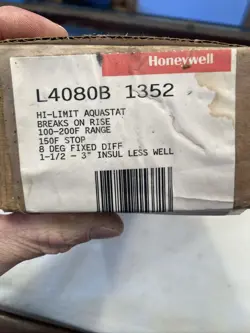 Honeywell
L4080B 1352
HI-LIMIT AQUASTAT
BREAKS ON RISE
100-200F RANGE
150F STOP
8 DEG FIXED DIFF
1-1/2 - 3" INSUL LESS WELL